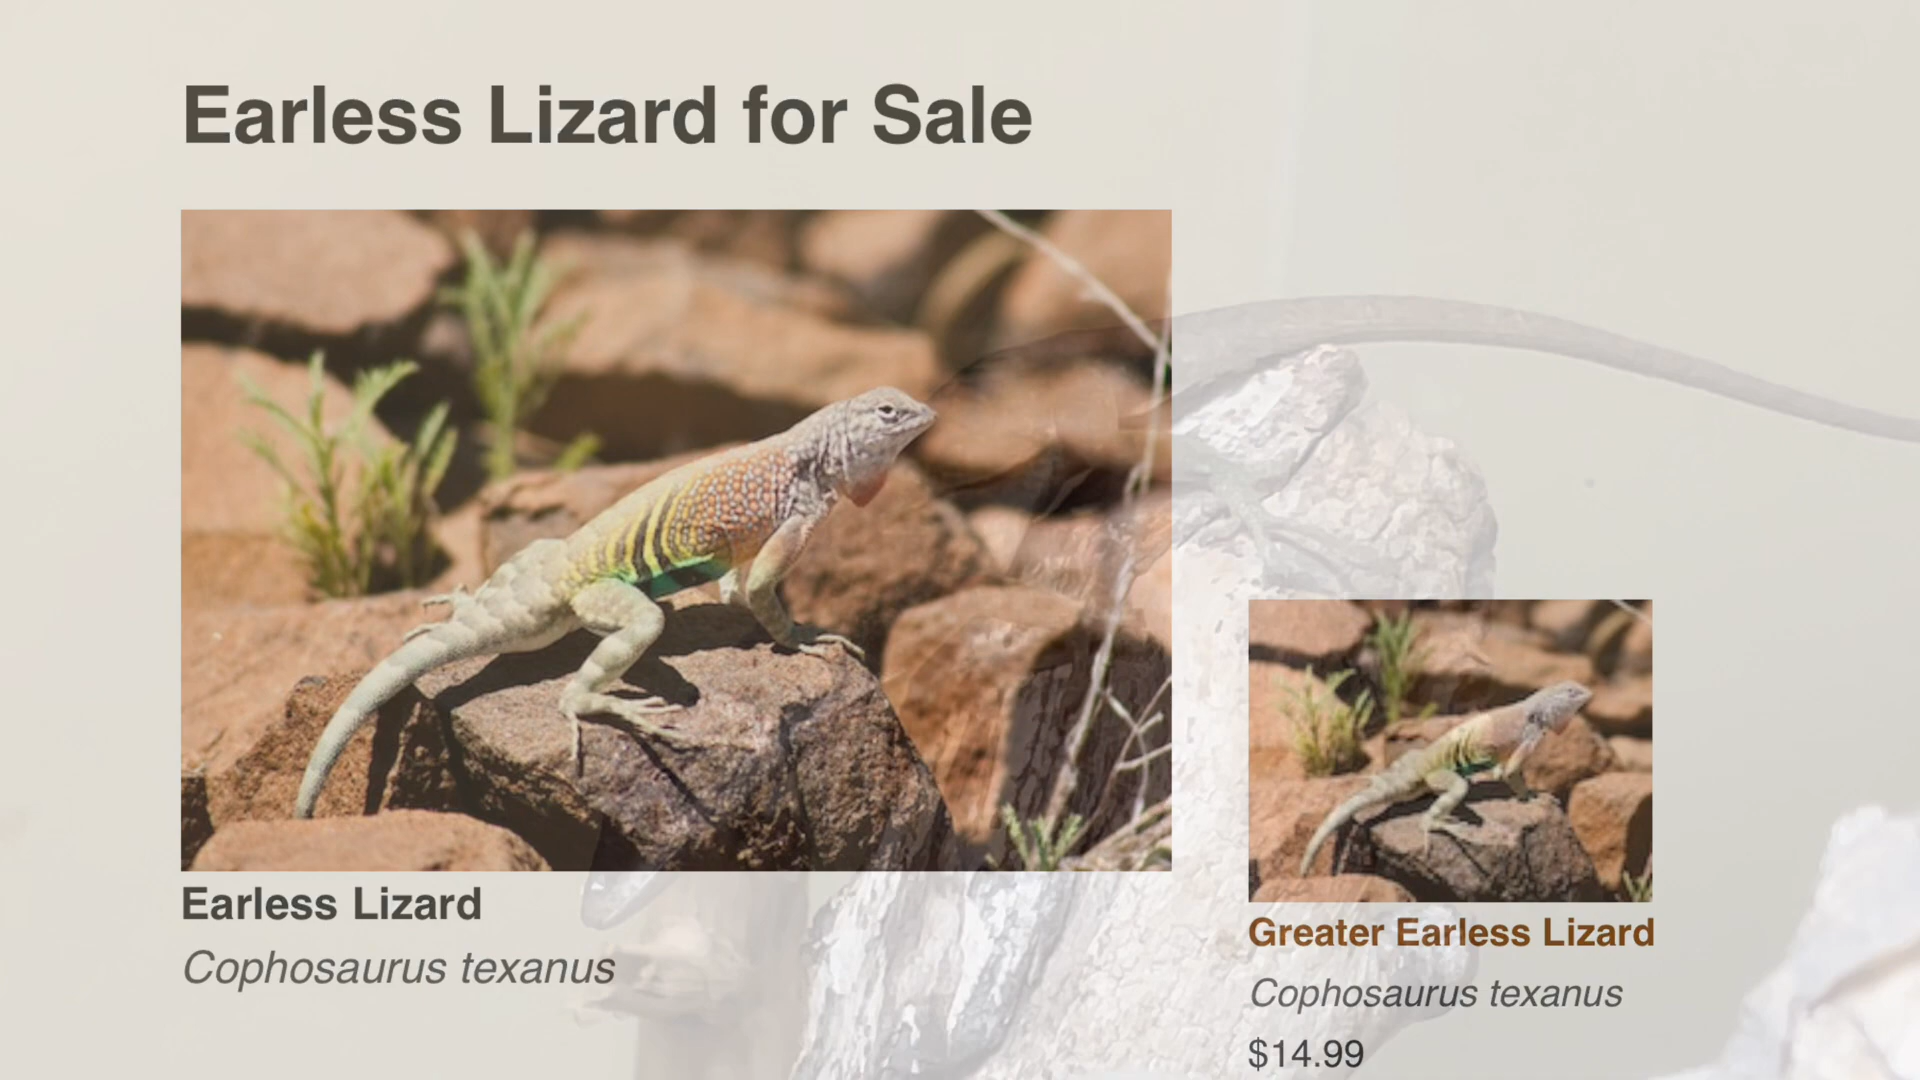 Earless Lizard for Sale
Earless Lizard
Cophosaurus texanus
Greater Earless Lizard
Cophosaurus texanus
$14.99